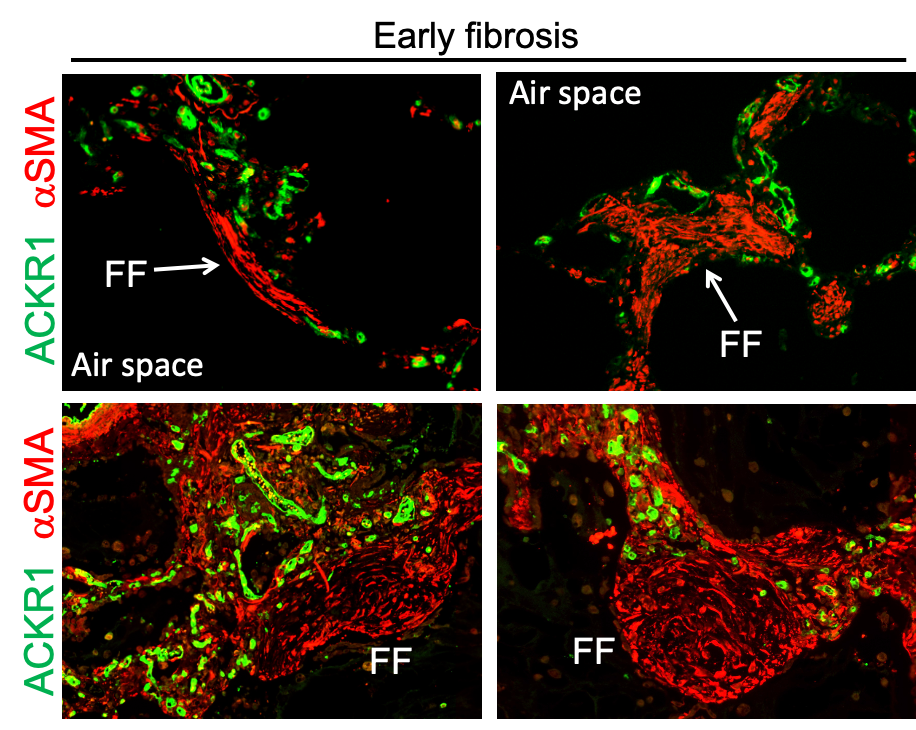 Early fibrosis
ACKR1 αSMA
FF
Air space
Air space
FF
ACKR1 αSMA
FF
FF